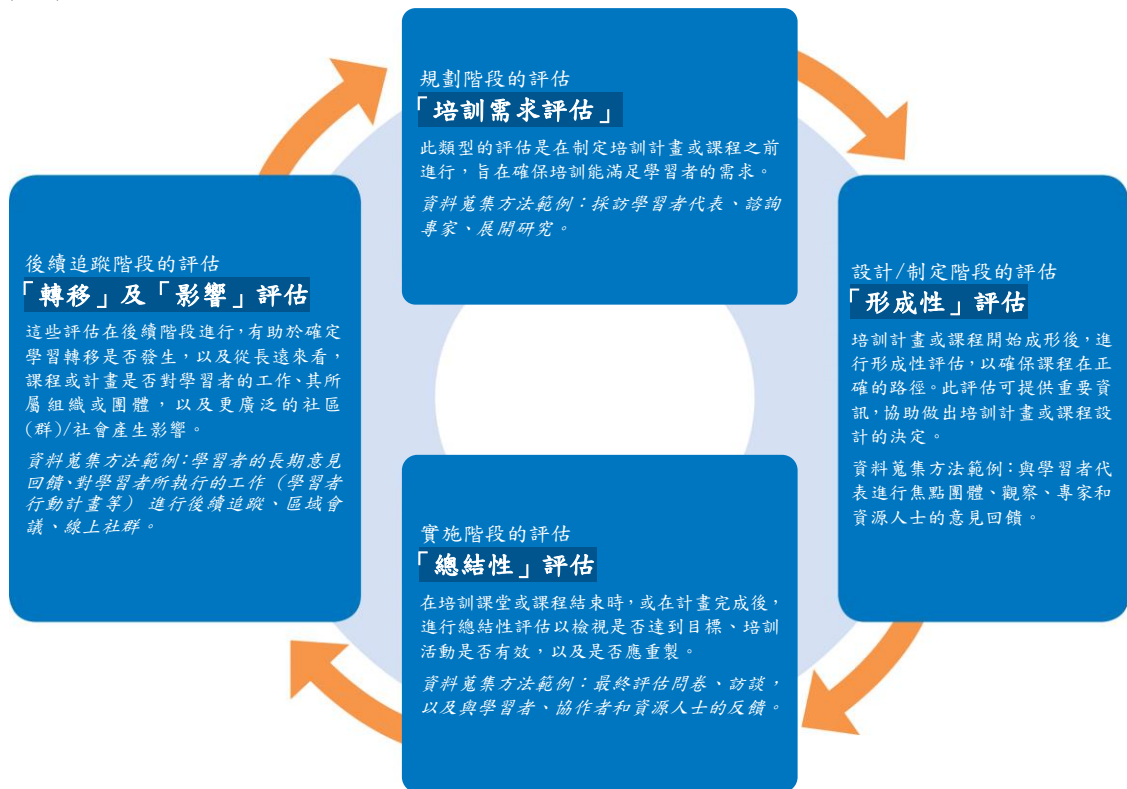 規劃階段的評估
「培訓需求評估」
此類型的評估是在制定培訓計畫或課程之前
進行，旨在確保培訓能滿足學習者的需求。
資料蒐集方法範例：採訪學習者代表、諮詢
專家、展開研究。
設計/制定階段的評估
「形成性」評估
培訓計畫或課程開始成形後，進
行形成性評估，以確保課程在正
確的路徑。此評估可提供重要資
訊，協助做出培訓計畫或課程設
計的決定。
資料蒐集方法範例：與學習者代
表進行焦點團體、觀察、專家和
資源人士的意見回饋。
實施階段的評估
「總結性」評估
在培訓課堂或課程結束時，或在計畫完成後，
進行總結性評估以檢視是否達到目標、培訓
活動是否有效，以及是否應重製。
資料蒐集方法範例：最終評估問卷、訪談，
以及與學習者、協作者和資源人士的反饋。
後續追蹤階段的評估
「轉移」及「影響」評估
這些評估在後續階段進行，有助於確定
學習轉移是否發生，以及從長遠來看，
課程或計畫是否對學習者的工作、其所
屬組織或團體，以及更廣泛的社區
(群)/社會產生影響。
資料蒐集方法範例：學習者的長期意見
回饋、對學習者所執行的工作（學習者
行動計畫等）進行後續追蹤、區域會
議、線上社群。